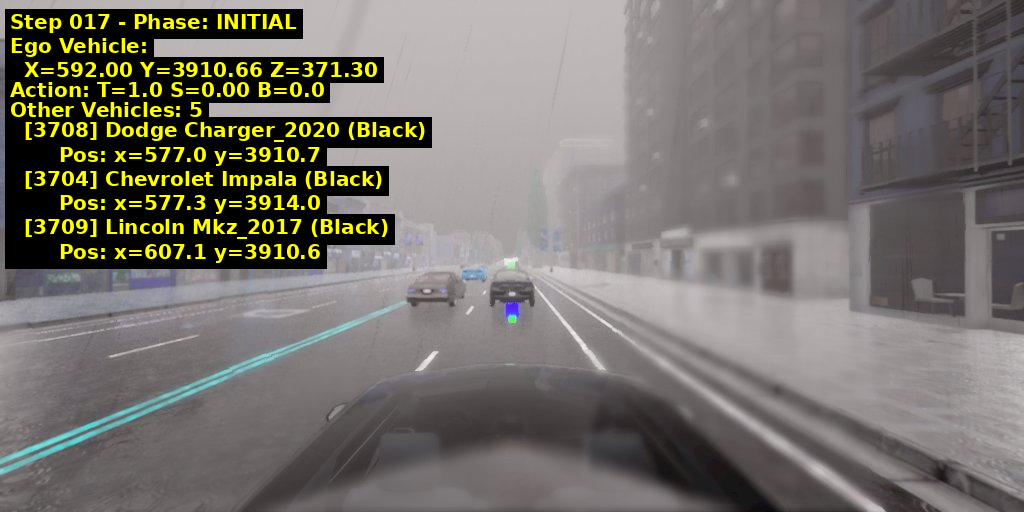 Step 017 - Phase: INITIAL
Ego Vehicle:
X=592.00 Y=3910.66 Z=371.30
Action: T=1.0 S=0.00 B=0.0
Other Vehicles: 5
[3708] Dodge Charger_2020 (Black)
Pos: x=577.0 y=3910.7
[3704] Chevrolet Impala (Black)
Pos: x=577.3 y=3914.0
[3709] Lincoln Mkz_2017 (Black)
Pos: x=607.1 y=3910.6